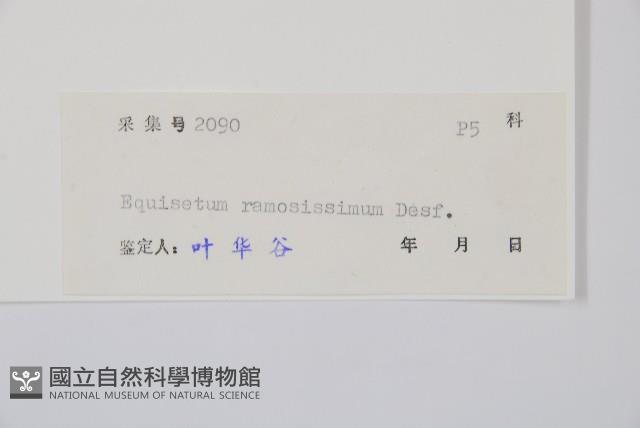 采集号 2090 P5 科
Equisetum ramosissimum Desf.
鉴定人: 叶华谷 年 月 日
國立自然科學博物館
NATIONAL MUSEUM OF NATURAL SCIENCE